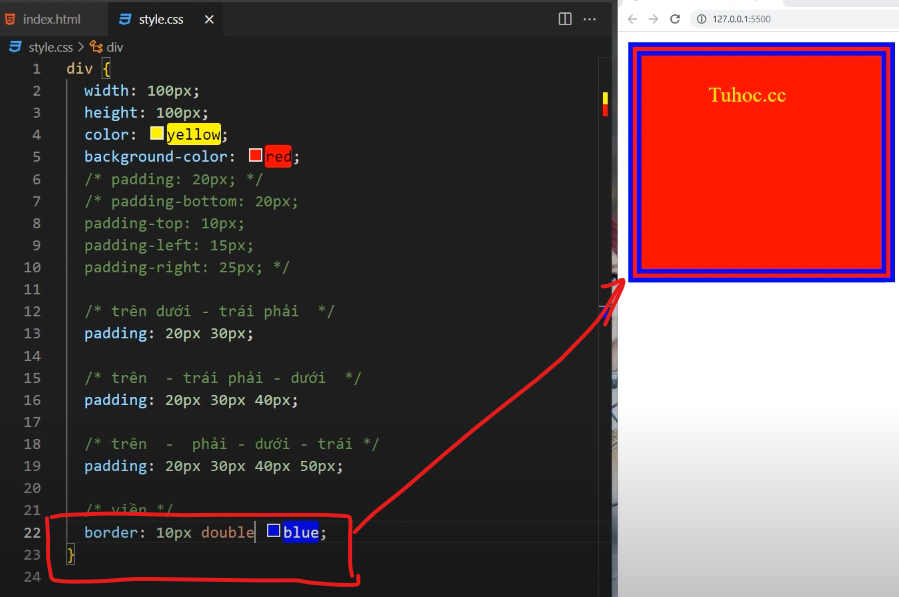 index.html
style.css
127.0.0.1:5500
style.css > div
1 div {
2 width: 100px;
3 height: 100px;
4 color: yellow;
5 background-color: red;
6 /* padding: 20px; */
7 /* padding-bottom: 20px;
8 padding-top: 10px;
9 padding-left: 15px;
10 padding-right: 25px; */
11
12 /* trên dưới - trái phải  */
13 padding: 20px 30px;
14
15 /* trên  - trái phải - dưới  */
16 padding: 20px 30px 40px;
17
18 /* trên  -  phải - dưới - trái */
19 padding: 20px 30px 40px 50px;
20
21 /* viền */
22 border: 10px double blue;
23 }
24
Tuhoc.cc